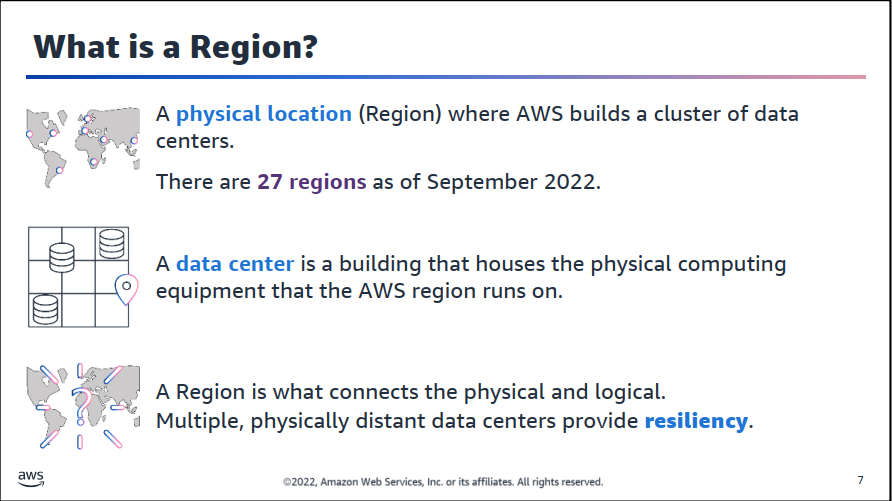 What is a Region?
A physical location (Region) where AWS builds a cluster of data
centers.
There are 27 regions as of September 2022.
A data center is a building that houses the physical computing
equipment that the AWS region runs on.
?
A Region is what connects the physical and logical.
Multiple, physically distant data centers provide resiliency.
aws
©2022, Amazon Web Services, Inc. or its affiliates. All rights reserved.
7